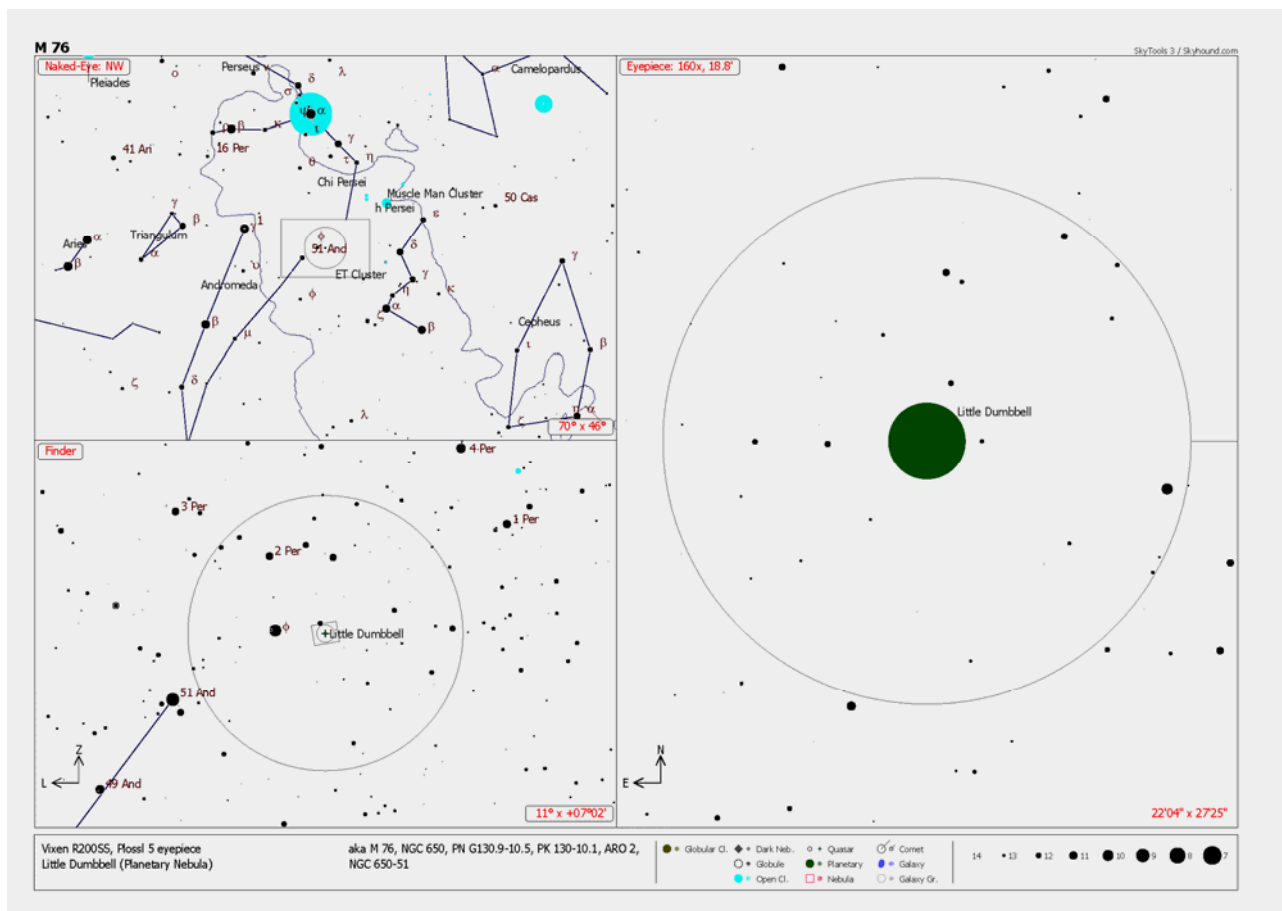 M 76
SkyTools 3 / Skyhound.com
Naked-Eye: NW
Pleiades
ο
Perseus
ν
δ
λ
σ
α
Camelopardus
α
ψ
α
β
κ
ι
γ
16 Per
41 Ari
θ
τ
η
Chi Persei
Muscle Man Cluster
h Persei
50 Cas
ε
γ
β
Triangulum
α
γ1
Aries
α
β
φ
51 And
δ
ET Cluster
γ
γ
Andromeda
υ
φ
η
κ
α
ζ
β
Cepheus
β
μ
ι
β
ζ
δ
λ
ζ
μ
α
70° x 46°
Finder
4 Per
3 Per
1 Per
2 Per
φ
Little Dumbbell
51 And
Z
L
49 And
11° x +07°02'
Eyepiece: 160x, 18.8'
Little Dumbbell
N
E
22'04" x 27'25"
Vixen R200SS, Plossl 5 eyepiece
Little Dumbbell (Planetary Nebula)
aka M 76, NGC 650, PN G130.9-10.5, PK 130-10.1, ARO 2,
NGC 650-51
Globular Cl. Dark Neb. Quasar Comet
Globule Planetary Galaxy
Open Cl. Nebula Galaxy Gr.
14 13 12 11 10 9 8 7